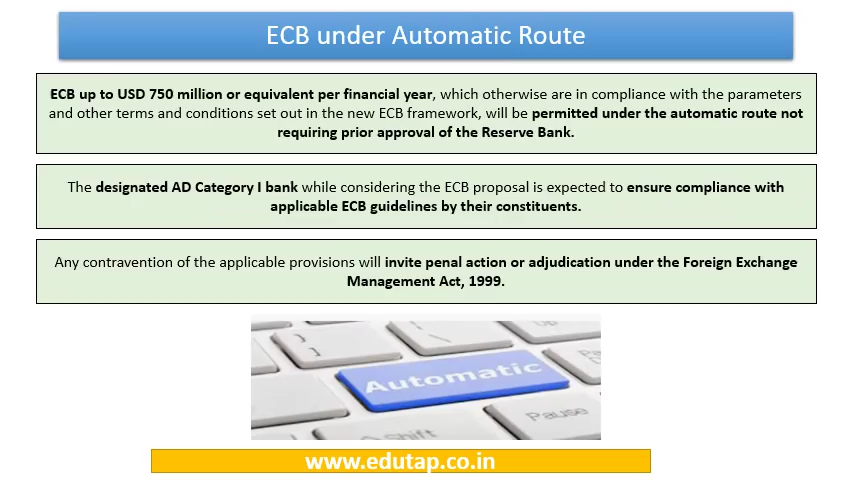 ECB under Automatic Route
ECB up to USD 750 million or equivalent per financial year, which otherwise are in compliance with the parameters
and other terms and conditions set out in the new ECB framework, will be permitted under the automatic route not
requiring prior approval of the Reserve Bank.
The designated AD Category I bank while considering the ECB proposal is expected to ensure compliance with
applicable ECB guidelines by their constituents.
Any contravention of the applicable provisions will invite penal action or adjudication under the Foreign Exchange
Management Act, 1999.
Up
Automatic
Pause
Shift
www.edutap.co.in